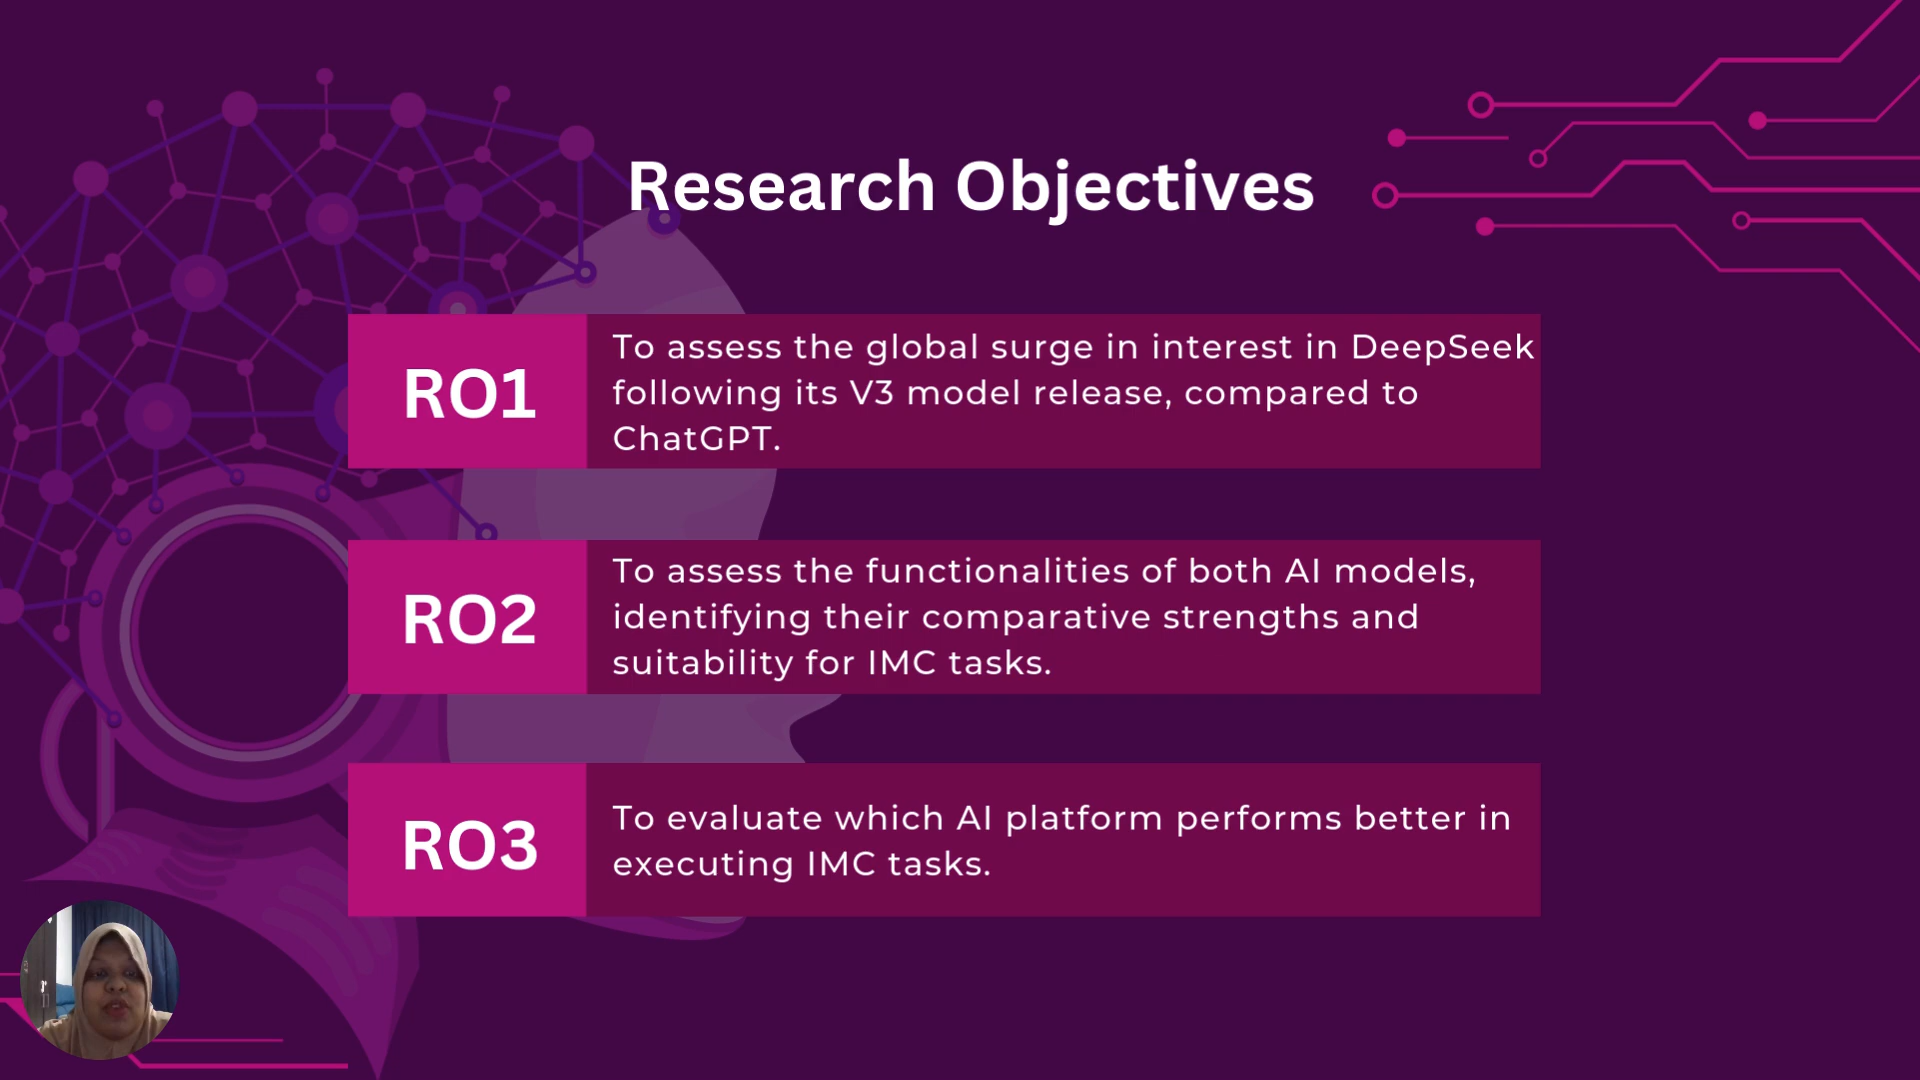 Research Objectives
RO1
To assess the global surge in interest in DeepSeek
following its V3 model release, compared to
ChatGPT.
RO2
To assess the functionalities of both AI models,
identifying their comparative strengths and
suitability for IMC tasks.
RO3
To evaluate which AI platform performs better in
executing IMC tasks.